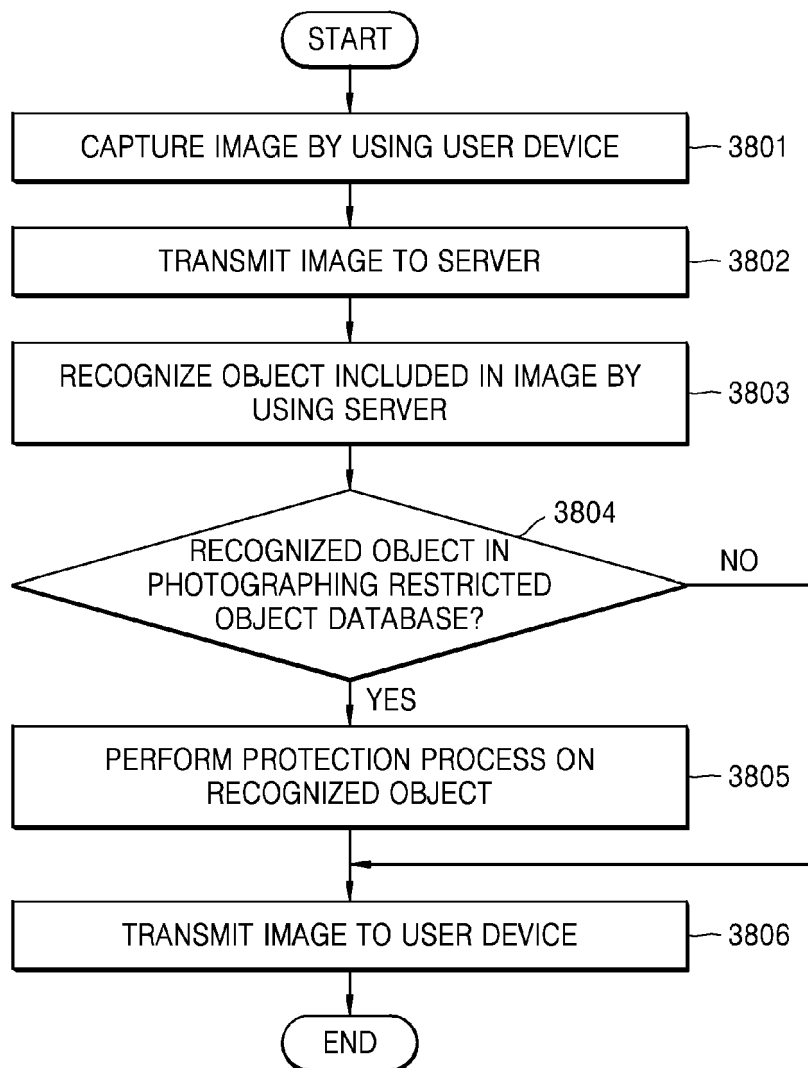 START
CAPTURE IMAGE BY USING USER DEVICE
3801
TRANSMIT IMAGE TO SERVER
3802
RECOGNIZE OBJECT INCLUDED IN IMAGE BY
USING SERVER
3803
3804
RECOGNIZED OBJECT IN
PHOTOGRAPHING RESTRICTED
OBJECT DATABASE?
NO
YES
PERFORM PROTECTION PROCESS ON
RECOGNIZED OBJECT
3805
TRANSMIT IMAGE TO USER DEVICE
3806
END